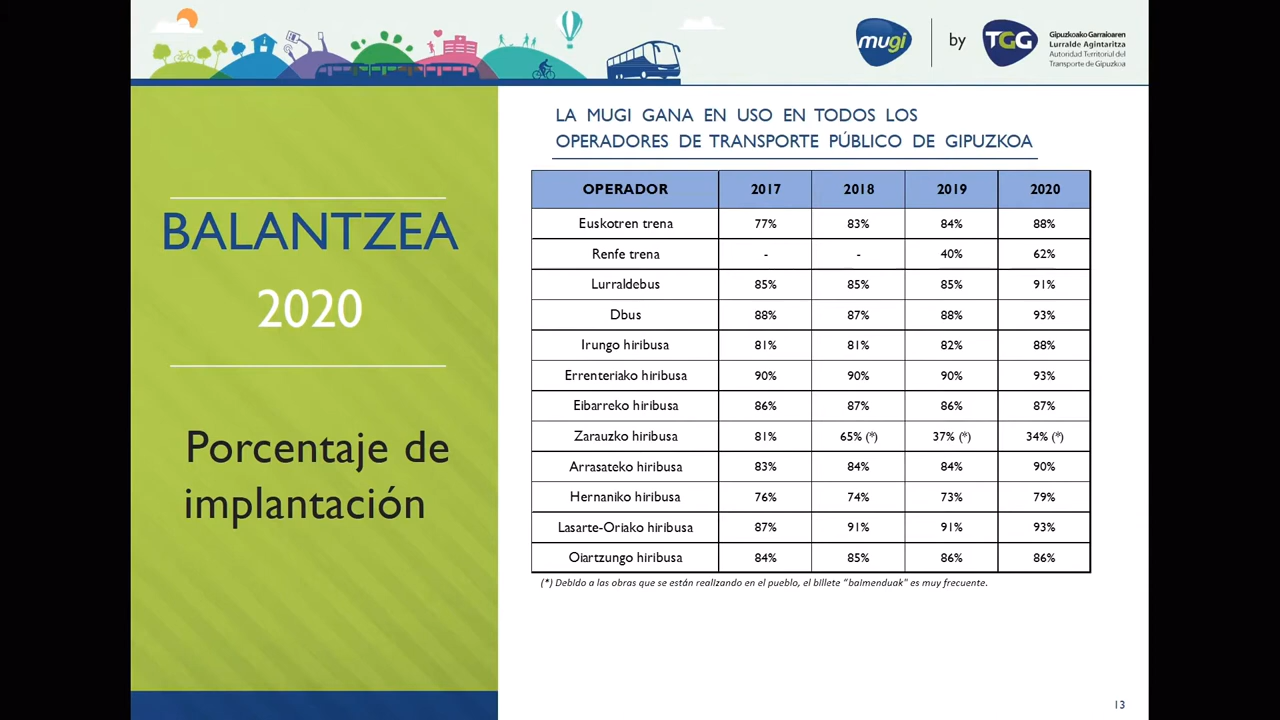 mugi
by
TGG
Gipuzkoako Garraioaren
Lurralde Agintaritza
Autoridad Territorial del
Transporte de Gipuzkoa
BALANTZEA
2020
Porcentaje de
implantación
LA MUGI GANA EN USO EN TODOS LOS
OPERADORES DE TRANSPORTE PÚBLICO DE GIPUZKOA
OPERADOR 2017 2018 2019 2020
Euskotren trena 77% 83% 84% 88%
Renfe trena - - 40% 62%
Lurraldebus 85% 85% 85% 91%
Dbus 88% 87% 88% 93%
Irungo hiribusa 81% 81% 82% 88%
Errenteriako hiribusa 90% 90% 90% 93%
Eibarreko hiribusa 86% 87% 86% 87%
Zarauzko hiribusa 81% 65% (*) 37% (*) 34% (*)
Arrasateko hiribusa 83% 84% 84% 90%
Hernaniko hiribusa 76% 74% 73% 79%
Lasarte-Oriako hiribusa 87% 91% 91% 93%
Oiartzungo hiribusa 84% 85% 86% 86%
(*) Debido a las obras que se están realizando en el pueblo, el billete “baimenduak" es muy frecuente.
13